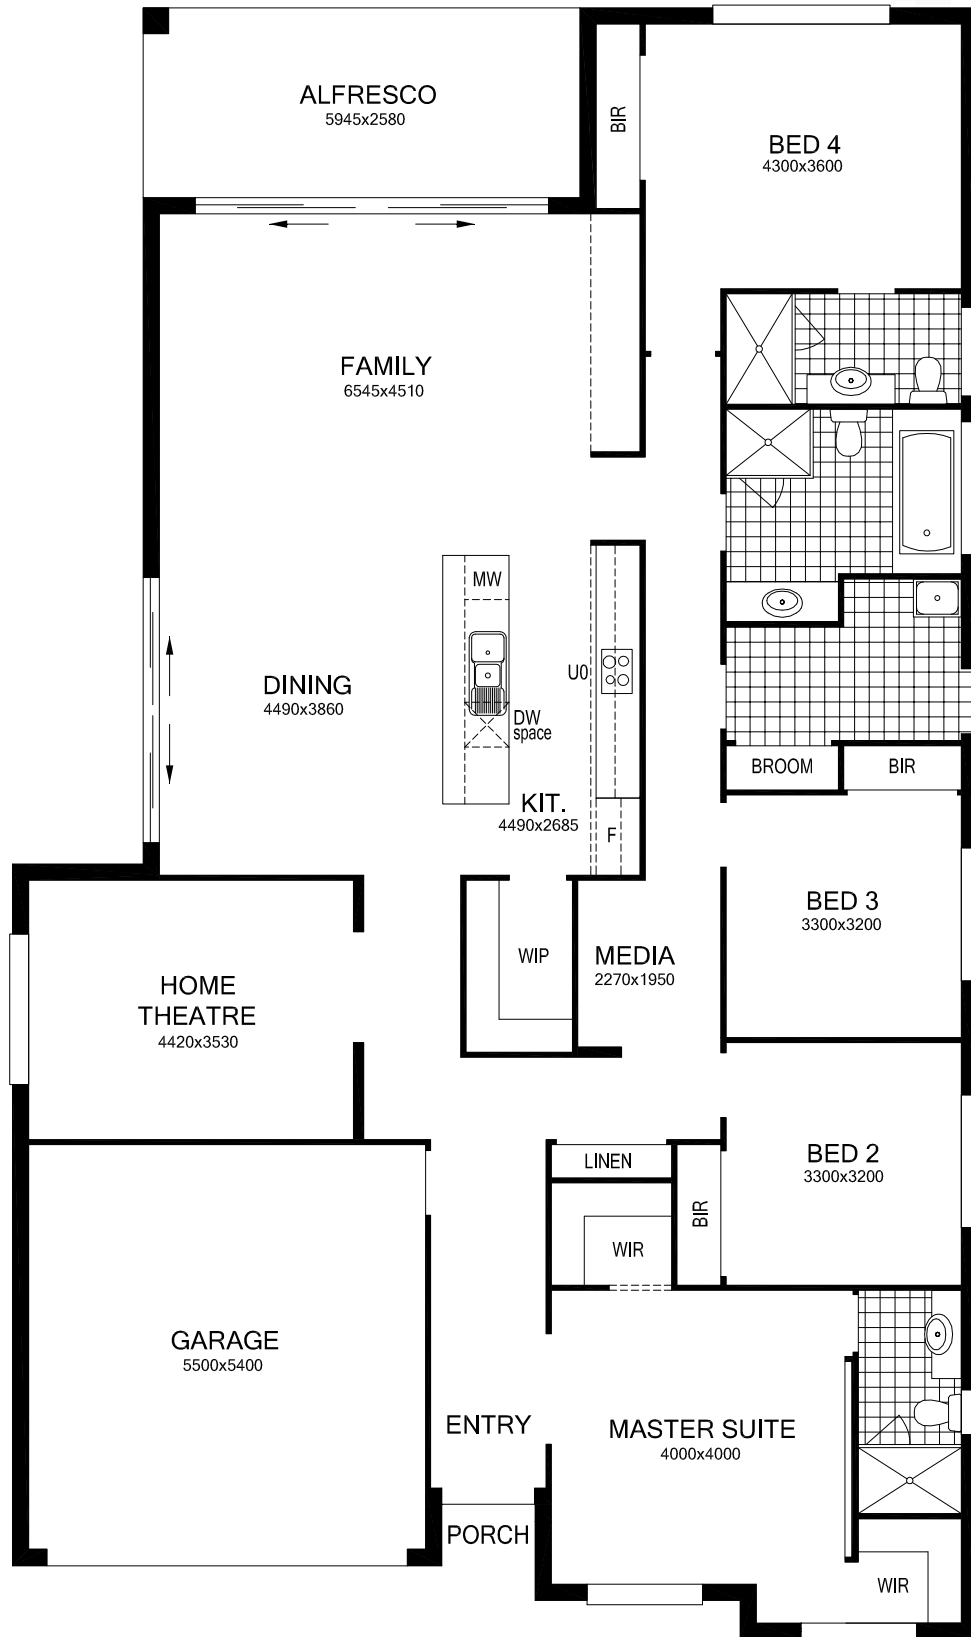 ALFRESCO
5945x2580
BIR
BED 4
4300x3600
FAMILY
6545x4510
MW
U0
DINING
4490x3860
DW
space
KIT.
4490x2685
F
BROOM
BIR
BED 3
3300x3200
WIP
MEDIA
2270x1950
HOME
THEATRE
4420x3530
LINEN
BED 2
3300x3200
BIR
WIR
GARAGE
5500x5400
ENTRY
MASTER SUITE
4000x4000
PORCH
WIR